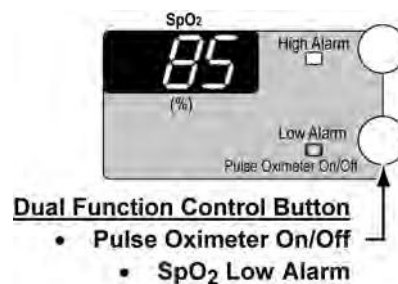 SpO₂
85
High Alarm
(%)
Low Alarm
Pulse Oximeter On/Off
Dual Function Control Button
• Pulse Oximeter On/Off
• SpO₂ Low Alarm